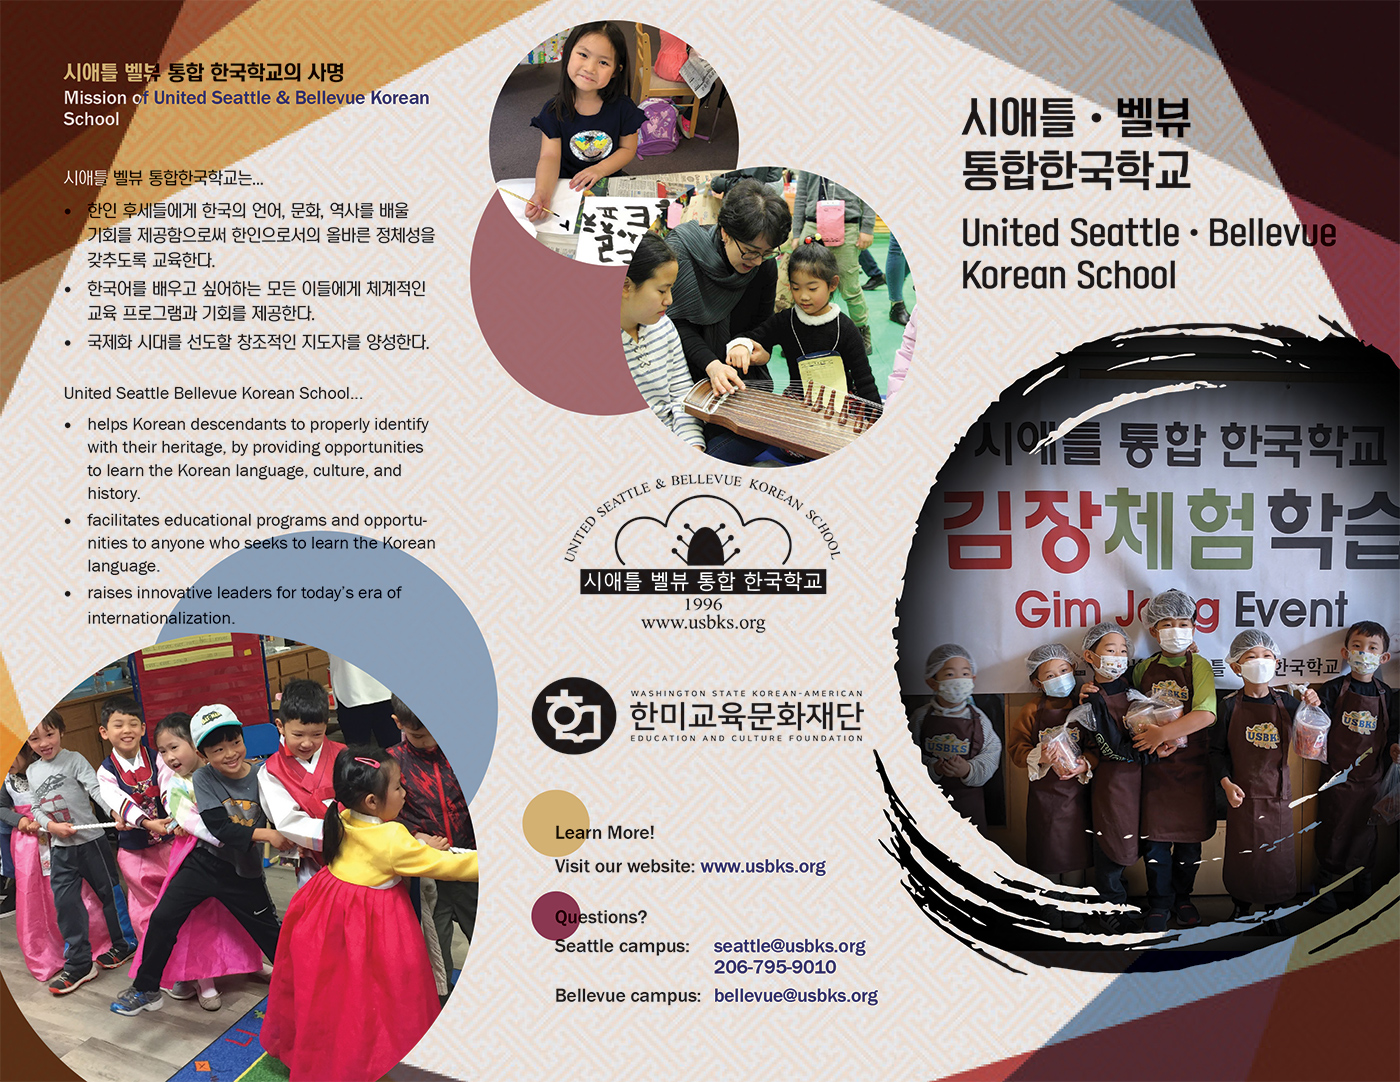 시애틀 벨뷰 통합 한국학교의 사명
Mission of United Seattle & Bellevue Korean
School
시애틀 벨뷰 통합한국학교는...
• 한인 후세들에게 한국의 언어, 문화, 역사를 배울
기회를 제공함으로써 한인으로서의 올바른 정체성을
갖추도록 교육한다.
• 한국어를 배우고 싶어하는 모든 이들에게 체계적인
교육 프로그램과 기회를 제공한다.
• 국제화 시대를 선도할 창조적인 지도자를 양성한다.
United Seattle Bellevue Korean School...
• helps Korean descendants to properly identify
with their heritage, by providing opportunities
to learn the Korean language, culture, and
history.
• facilitates educational programs and opportu-
nities to anyone who seeks to learn the Korean
language.
• raises innovative leaders for today's era of
internationalization.
UNITED SEATTLE & BELLEVUE KOREAN SCHOOL
시애틀 벨뷰 통합 한국학교
1996
www.usbks.org
WASHINGTON STATE KOREAN-AMERICAN
한미교육문화재단
EDUCATION AND CULTURE FOUNDATION
Learn More!
Visit our website: www.usbks.org
Questions?
Seattle campus: seattle@usbks.org
206-795-9010
Bellevue campus: bellevue@usbks.org
시애틀・벨뷰
통합한국학교
United Seattle・Bellevue
Korean School
시애틀 통합 한국학교
김장체험학습
Gim Jang Event
틀 한국학교
USBKS
USBKS
USBKS
USBKS